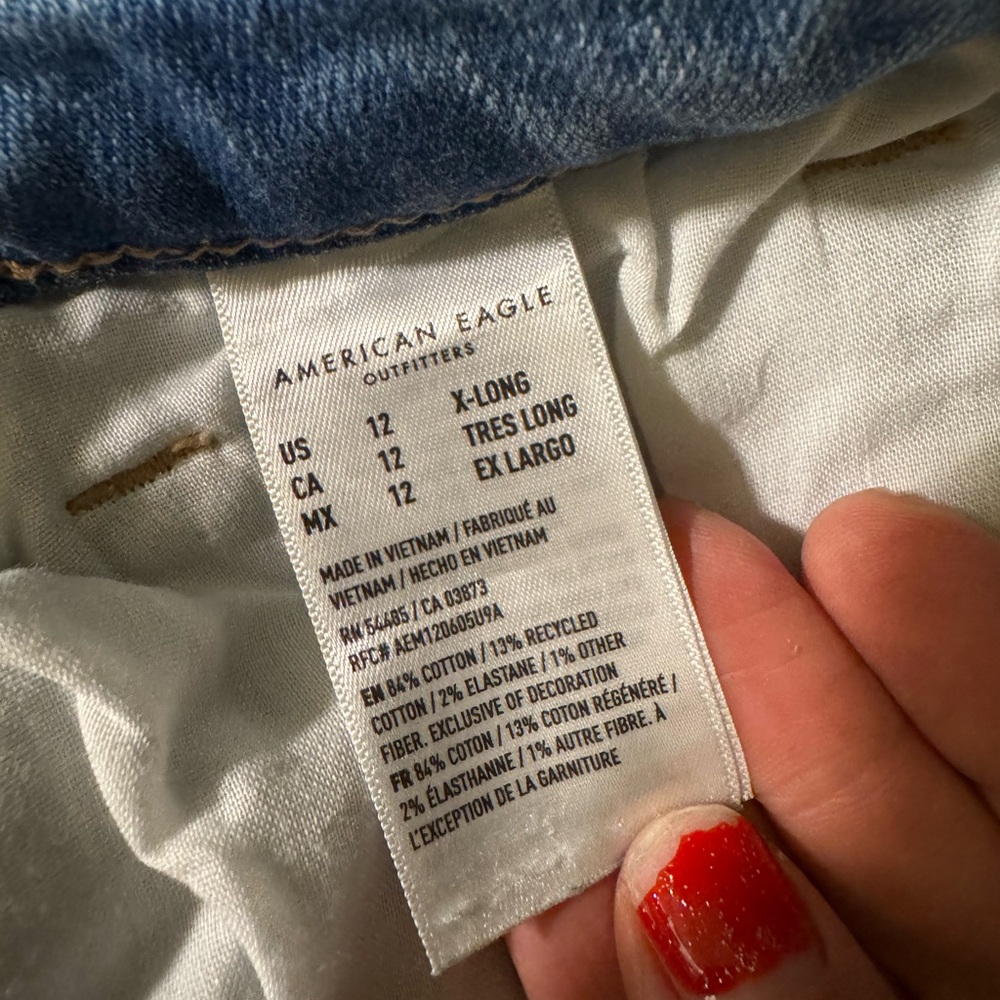 AMERICAN EAGLE
OUTFITTERS
US 12 X-LONG
CA 12 TRES LONG
MX 12 EX LARGO
MADE IN VIETNAM / FABRIQUÉ AU
VIETNAM / HECHO EN VIETNAM
RN 54485 / CA 03873
RFC# AEM120605U9A
EN 84% COTTON / 13% RECYCLED
COTTON / 2% ELASTANE / 1% OTHER
FIBER. EXCLUSIVE OF DECORATION
FR 84% COTON / 13% COTON RÉGÉNÉRÉ /
2% ÉLASTHANNE / 1% AUTRE FIBRE. À
L'EXCEPTION DE LA GARNITURE